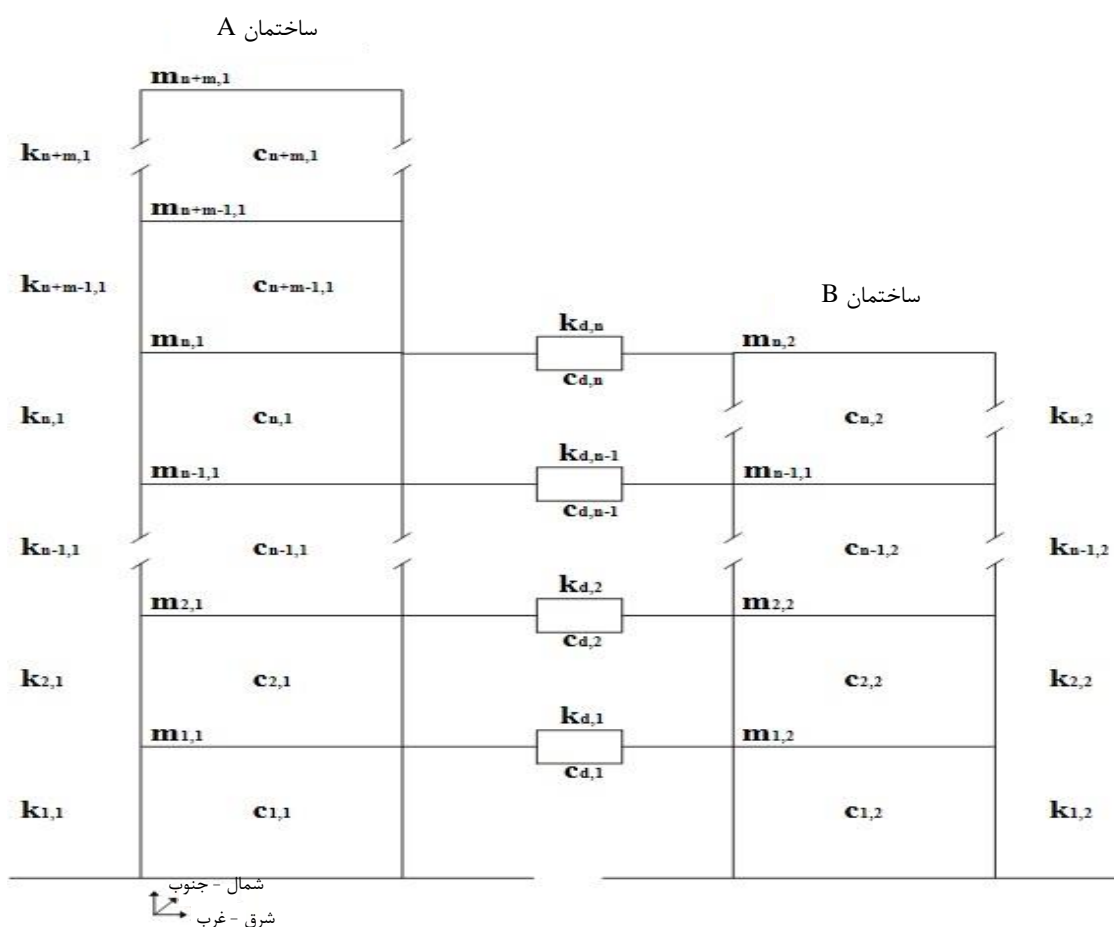 ساختمان A
mn+m,1
kn+m,1
cn+m,1
mn+m-1,1
kn+m-1,1
cn+m-1,1
ساختمان B
kd,n
mn,1
mn,2
cd,n
kn,1
cn,1
cn,2
kn,2
kd,n-1
mn-1,1
mn-1,1
cd,n-1
kn-1,1
cn-1,1
cn-1,2
kn-1,2
kd,2
m2,1
m2,2
cd,2
k2,1
c2,1
c2,2
k2,2
kd,1
m1,1
m1,2
cd,1
k1,1
c1,1
c1,2
k1,2
شمال - جنوب
شرق - غرب